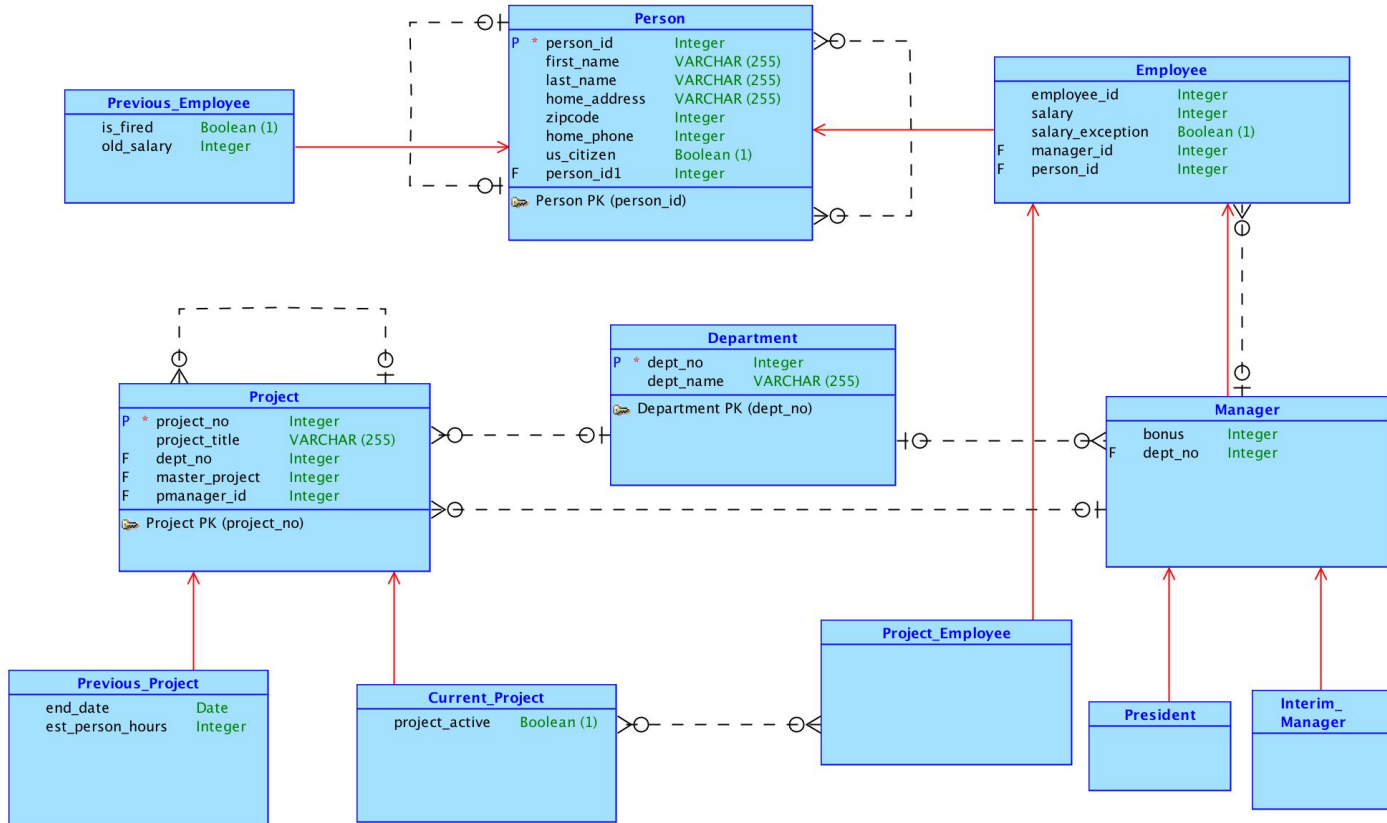 Person
P * person_id Integer
first_name VARCHAR (255)
last_name VARCHAR (255)
home_address VARCHAR (255)
zipcode Integer
home_phone Integer
us_citizen Boolean (1)
F person_id1 Integer
Person PK (person_id)
Previous_Employee
is_fired Boolean (1)
old_salary Integer
Employee
employee_id Integer
salary Integer
salary_exception Boolean (1)
F manager_id Integer
F person_id Integer
Project
P * project_no Integer
project_title VARCHAR (255)
F dept_no Integer
F master_project Integer
F pmanager_id Integer
Project PK (project_no)
Department
P * dept_no Integer
dept_name VARCHAR (255)
Department PK (dept_no)
Manager
bonus Integer
F dept_no Integer
Previous_Project
end_date Date
est_person_hours Integer
Current_Project
project_active Boolean (1)
Project_Employee
President
Interim_
Manager